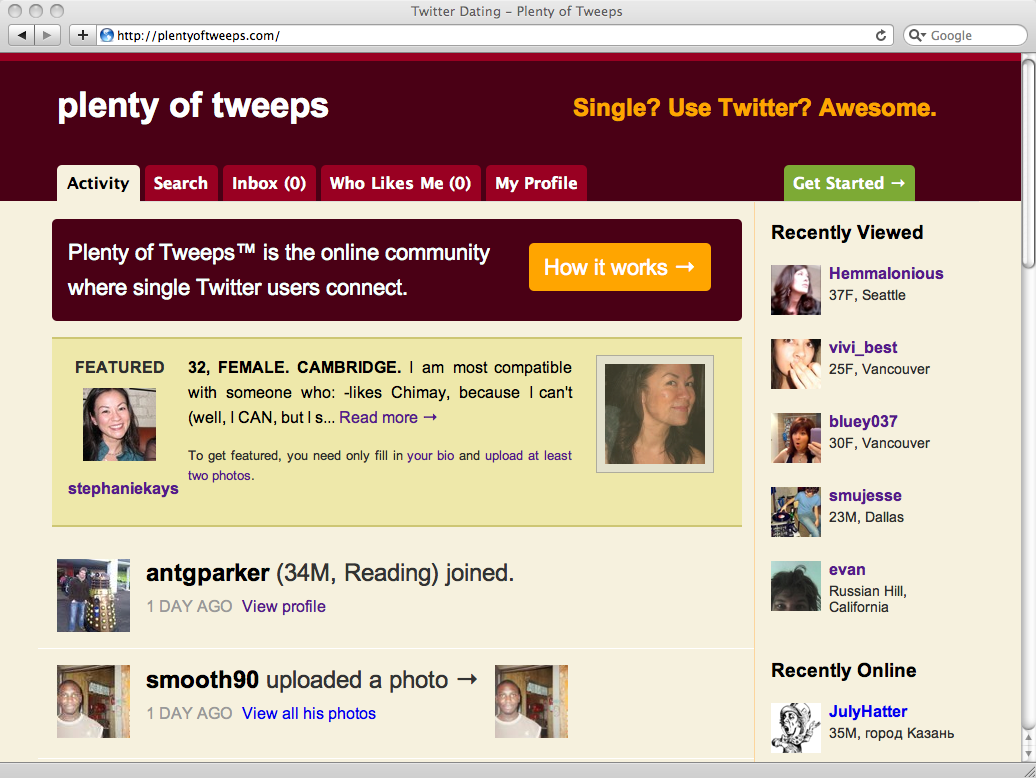 Twitter Dating – Plenty of Tweeps
http://plentyoftweeps.com/
Google
plenty of tweeps
Single? Use Twitter? Awesome.
Activity
Search
Inbox (0)
Who Likes Me (0)
My Profile
Get Started →
Plenty of Tweeps™ is the online community
where single Twitter users connect.
How it works →
FEATURED
stephaniekays
32, FEMALE. CAMBRIDGE. I am most compatible
with someone who: -likes Chimay, because I can't
(well, I CAN, but I s... Read more →
To get featured, you need only fill in your bio and upload at least
two photos.
antgparker (34M, Reading) joined.
1 DAY AGO View profile
smooth90 uploaded a photo →
1 DAY AGO View all his photos
Recently Viewed
Hemmalonious
37F, Seattle
vivi_best
25F, Vancouver
bluey037
30F, Vancouver
smujesse
23M, Dallas
evan
Russian Hill,
California
Recently Online
JulyHatter
35M, город Казань